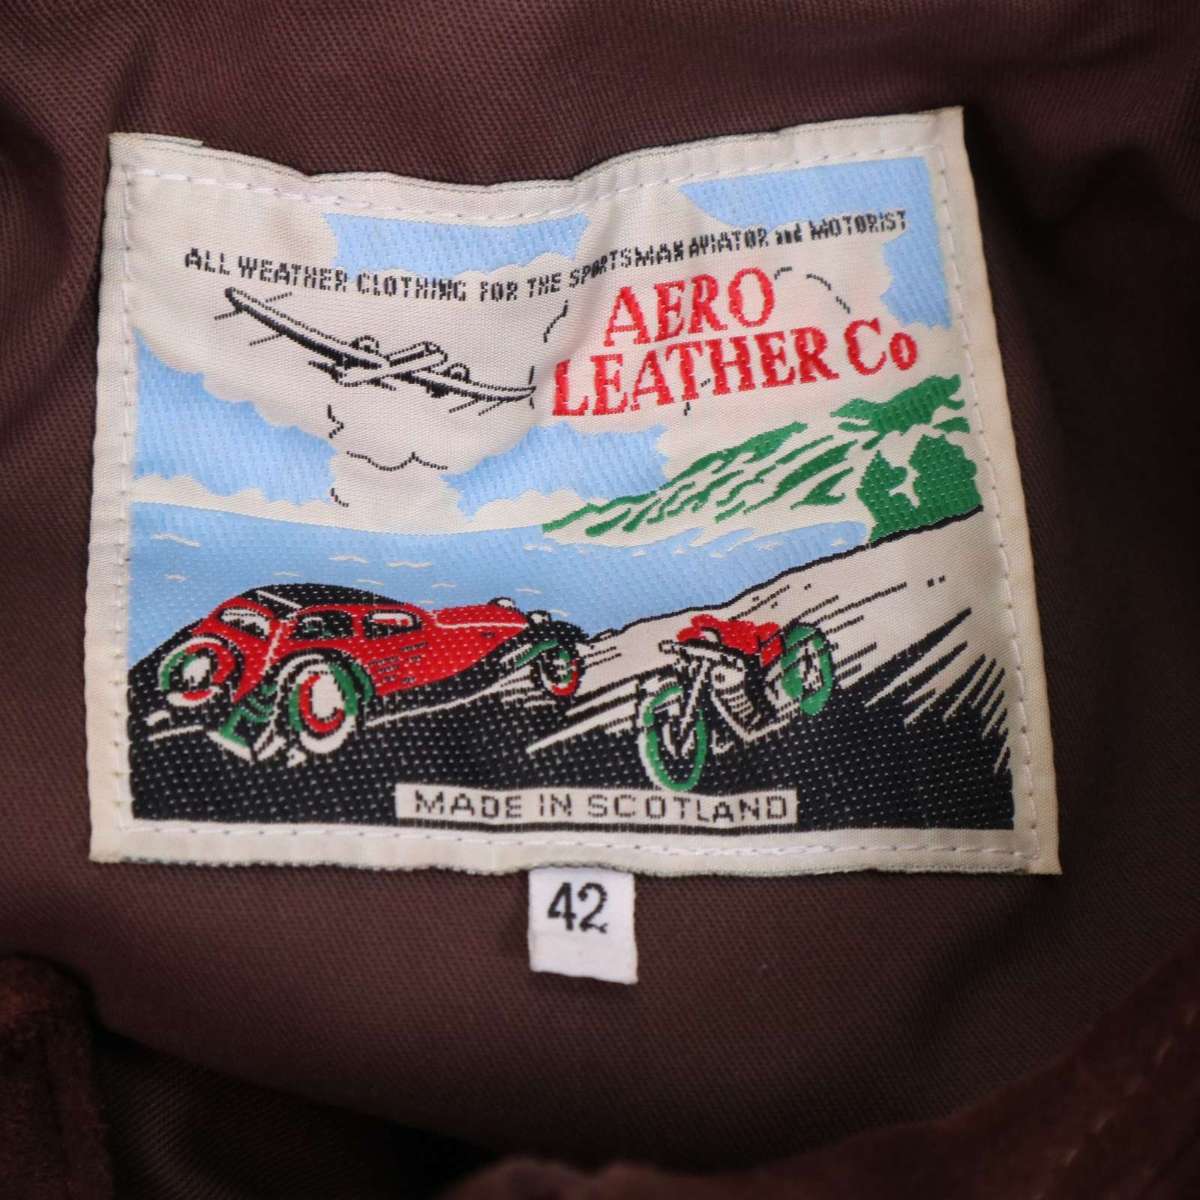 ALL WEATHER CLOTHING FOR THE SPORTSMAN AVIATOR and MOTORIST
AERO
LEATHER Co
MADE IN SCOTLAND
42